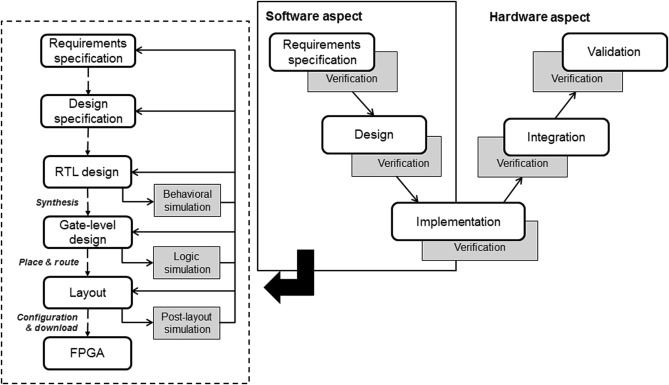 Requirements
specification
Design
specification
RTL design
Synthesis
Behavioral
simulation
Gate-level
design
Place & route
Logic
simulation
Layout
Configuration
& download
Post-layout
simulation
FPGA
Software aspect
Requirements
specification
Verification
Design
Verification
Implementation
Verification
Hardware aspect
Validation
Verification
Integration
Verification